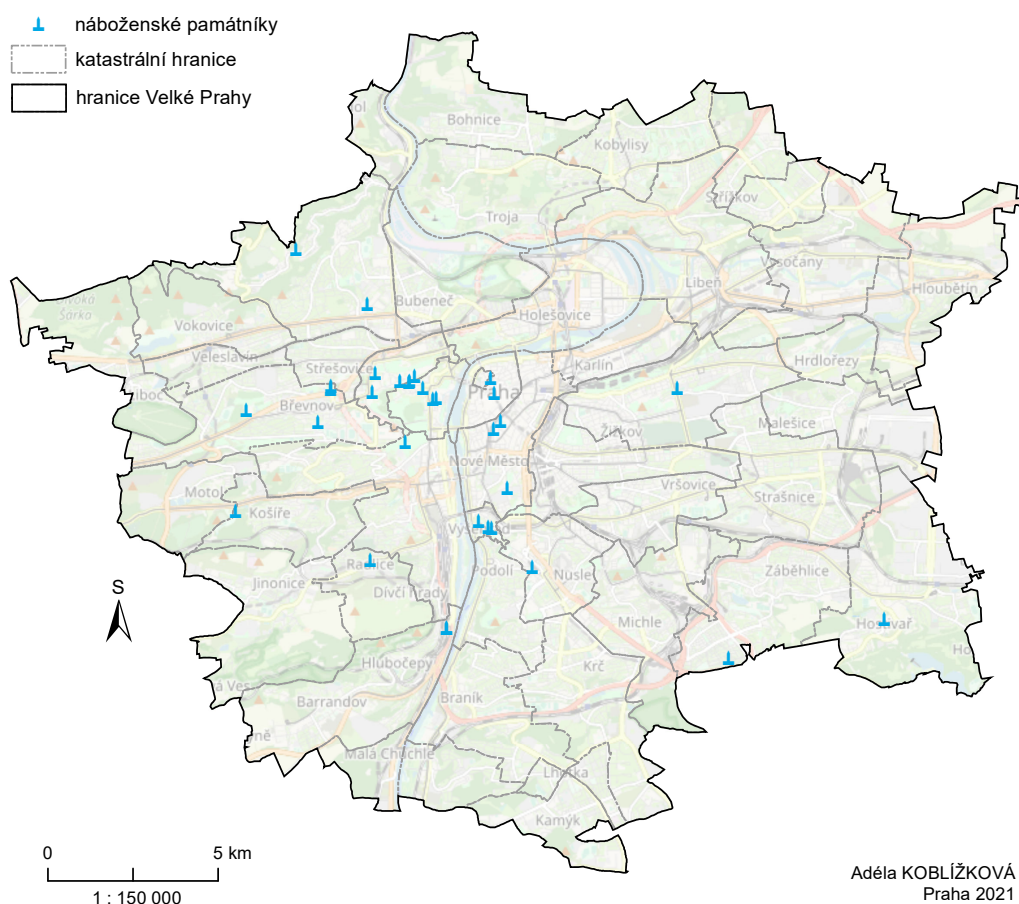 náboženské památníky
katastrální hranice
hranice Velké Prahy
Bohnice
Kobylisy
Střížkov
Troja
Vysočany
Libeň
Hloubětín
Divoká
Šárka
Bubeneč
Holešovice
Vokovice
Veleslavín
Střešovice
Karlín
Hrdlořezy
Praha
Břevnov
Žižkov
Malešice
Nové Město
Motol
Vršovice
Strašnice
Košíře
Vyšehrad
Radlice
Podolí
Nusle
Záběhlice
Jinonice
Dívčí hrady
Michle
Hostivař
Hlubočepy
Krč
Barrandov
Braník
Malá Chuchle
Lhotka
Kamýk
S
0 5 km
1 : 150 000
Adéla KOBLÍŽKOVÁ
Praha 2021